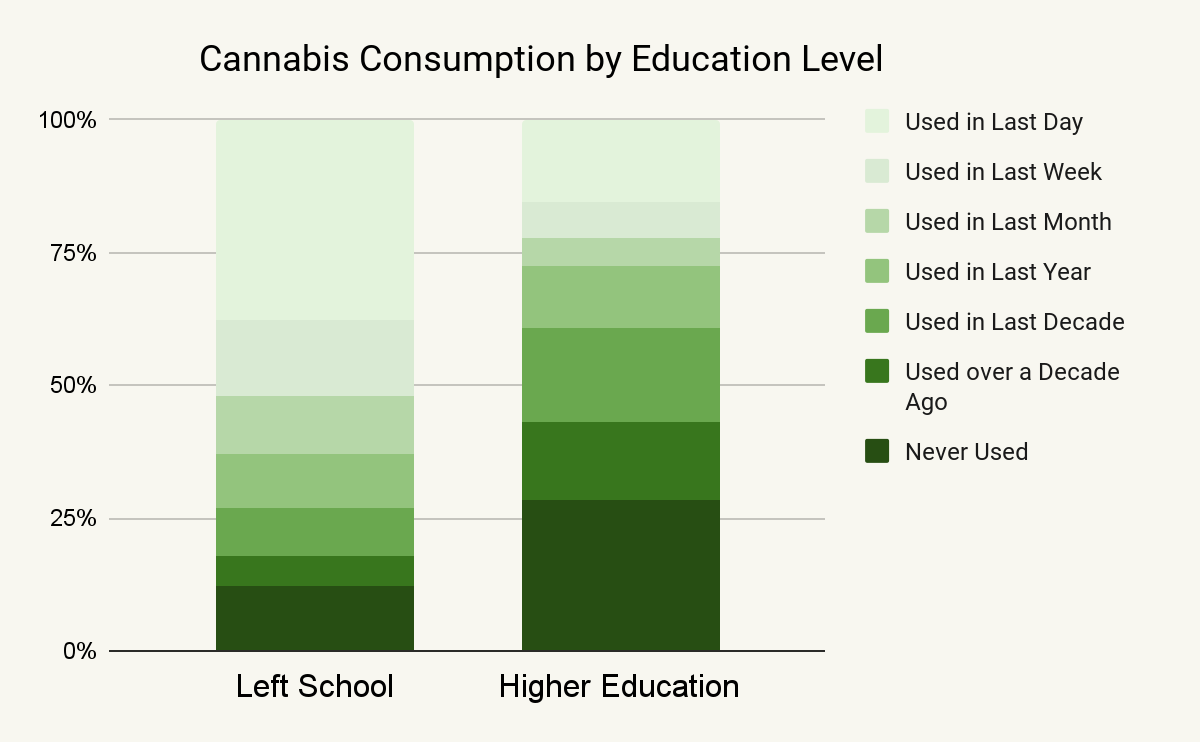 Cannabis Consumption by Education Level
100%
75%
50%
25%
0%
Left School
Higher Education
Used in Last Day
Used in Last Week
Used in Last Month
Used in Last Year
Used in Last Decade
Used over a Decade
Ago
Never Used